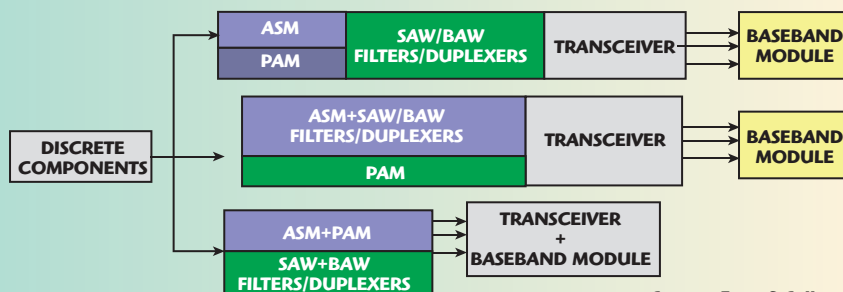 ASM
PAM
SAW/BAW
FILTERS/DUPLEXERS
TRANSCEIVER
BASEBAND
MODULE
DISCRETE
COMPONENTS
ASM+SAW/BAW
FILTERS/DUPLEXERS
PAM
TRANSCEIVER
BASEBAND
MODULE
ASM+PAM
SAW+BAW
FILTERS/DUPLEXERS
TRANSCEIVER
+
BASEBAND MODULE